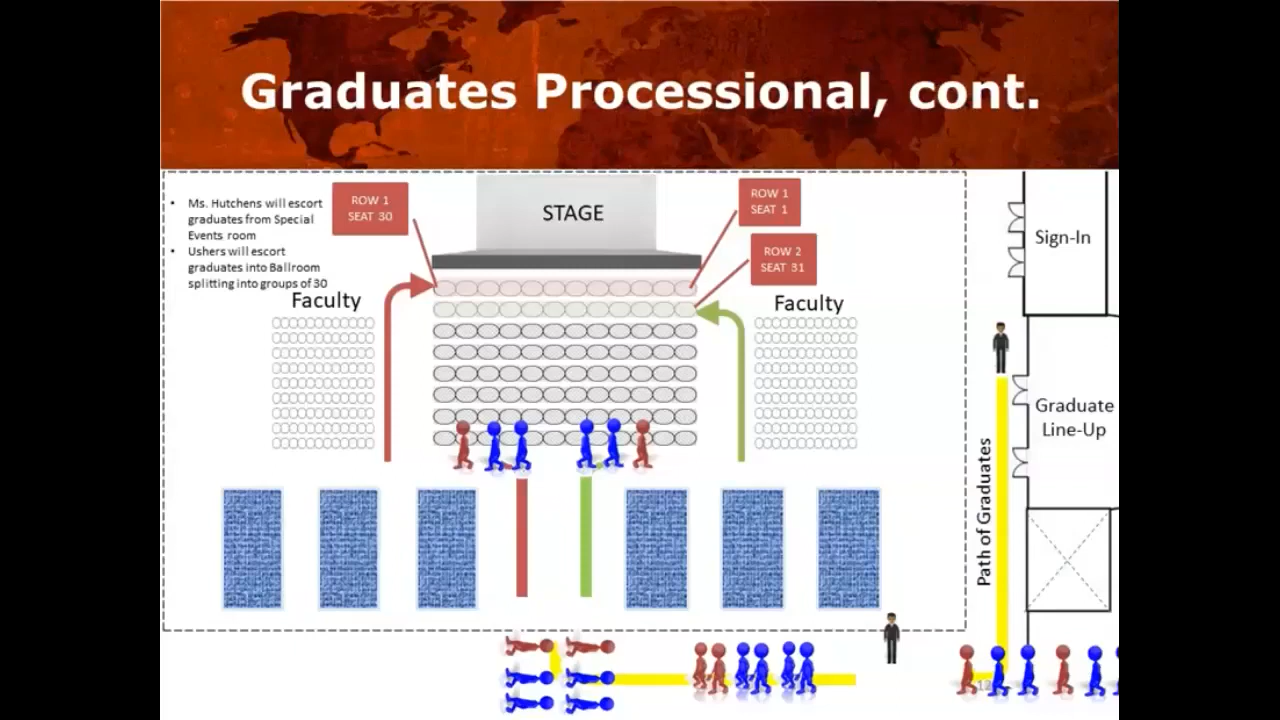 Graduates Processional, cont.
• Ms. Hutchens will escort
graduates from Special
Events room
• Ushers will escort
graduates into Ballroom
splitting into groups of 30
ROW 1
SEAT 30
STAGE
ROW 1
SEAT 1
ROW 2
SEAT 31
Faculty
Faculty
Sign-In
Graduate
Line-Up
Path of Graduates